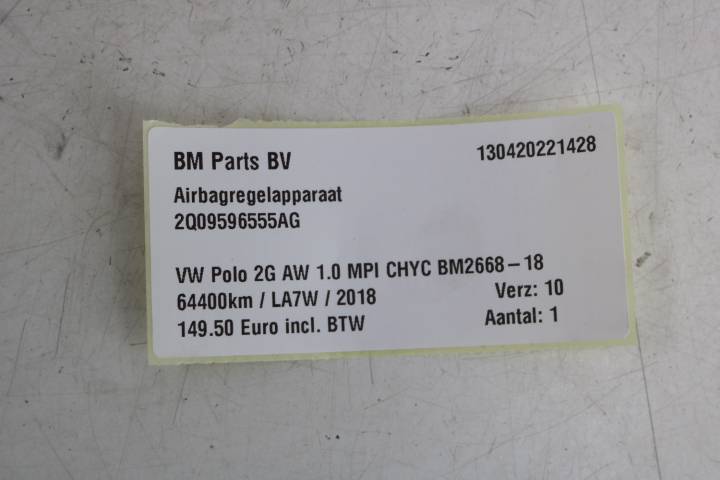 BM Parts BV 130420221428
Airbagregelapparaat
2Q09596555AG
VW Polo 2G AW 1.0 MPI CHYC BM2668-18
64400km / LA7W / 2018 Verz: 10
149.50 Euro incl. BTW Aantal: 1